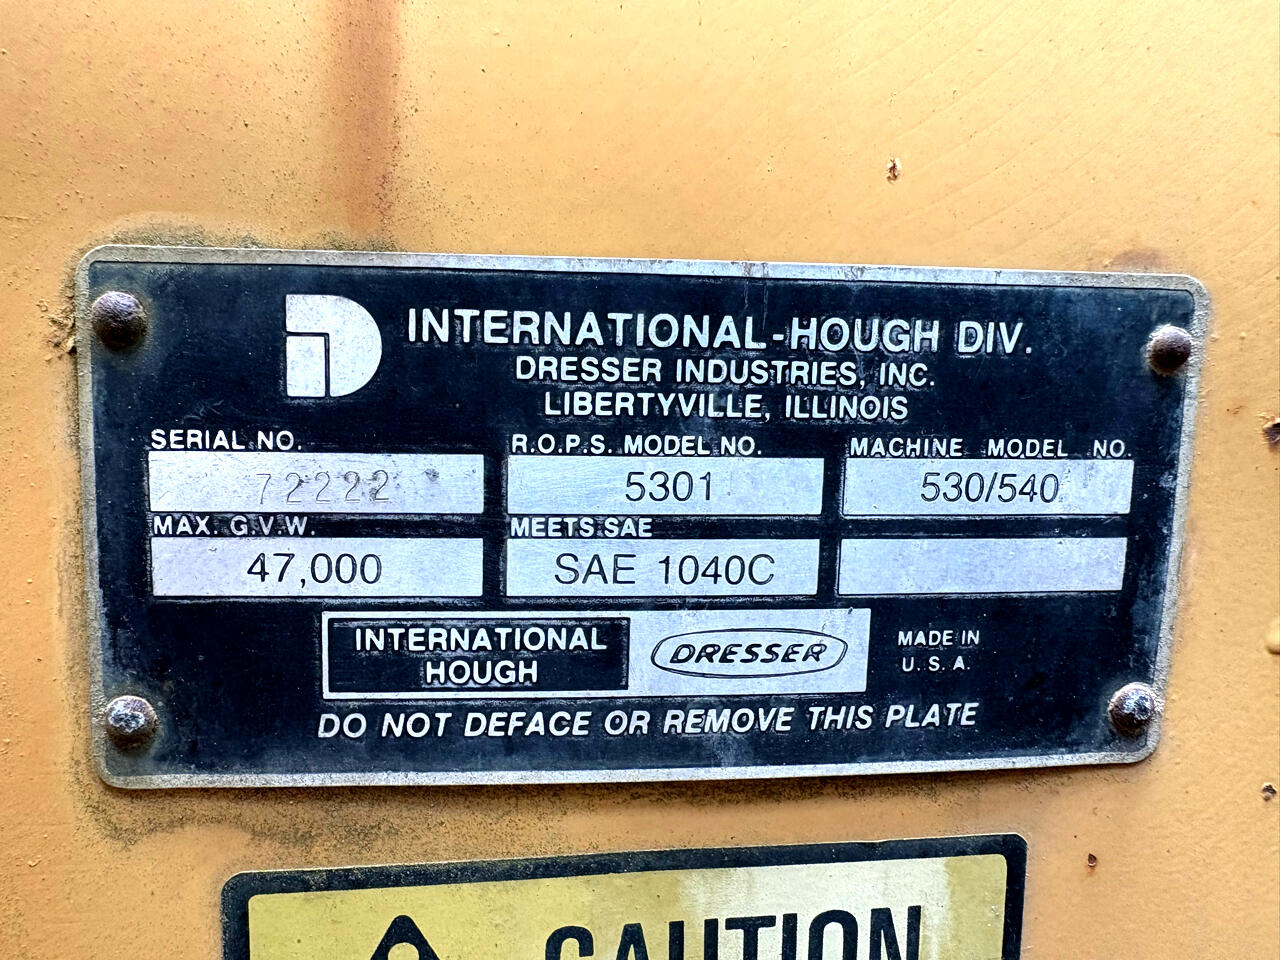 INTERNATIONAL-HOUGH DIV.
DRESSER INDUSTRIES, INC.
LIBERTYVILLE, ILLINOIS
SERIAL NO. R.O.P.S. MODEL NO. MACHINE MODEL NO.
72222 5301 530/540
MAX. G.V.W. MEETS SAE
47,000 SAE 1040C
INTERNATIONAL
HOUGH
DRESSER
MADE IN
U.S.A.
DO NOT DEFACE OR REMOVE THIS PLATE
CAUTION